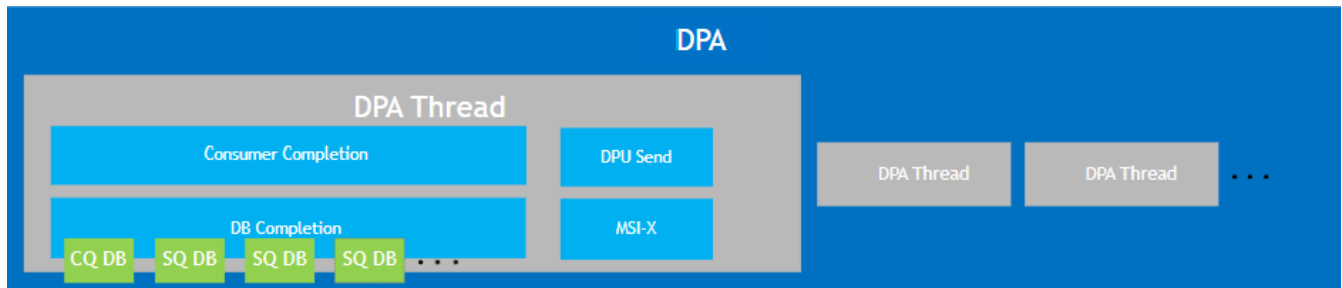 DPA
DPA Thread
Consumer Completion
DPU Send
DB Completion
MSI-X
CQ DB
SQ DB
SQ DB
SQ DB
...
DPA Thread
DPA Thread
...